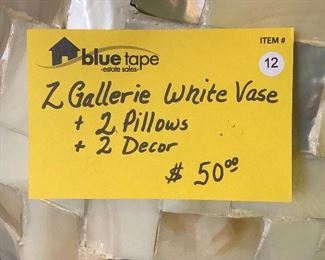 blue tape
-estate sales-
ITEM #
12
Z Gallerie White Vase
+ 2 Pillows
+ 2 Decor
$ 50.00